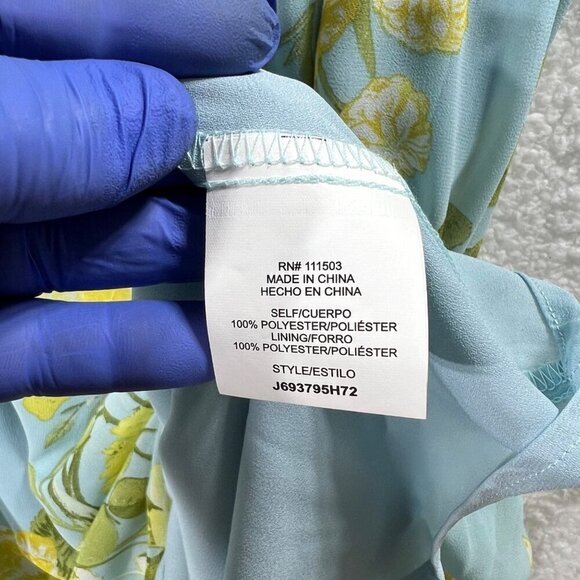 RN# 111503
MADE IN CHINA
HECHO EN CHINA
SELF/CUERPO
100% POLYESTER/POLIÉSTER
LINING/FORRO
100% POLYESTER/POLIÉSTER
STYLE/ESTILO
J693795H72